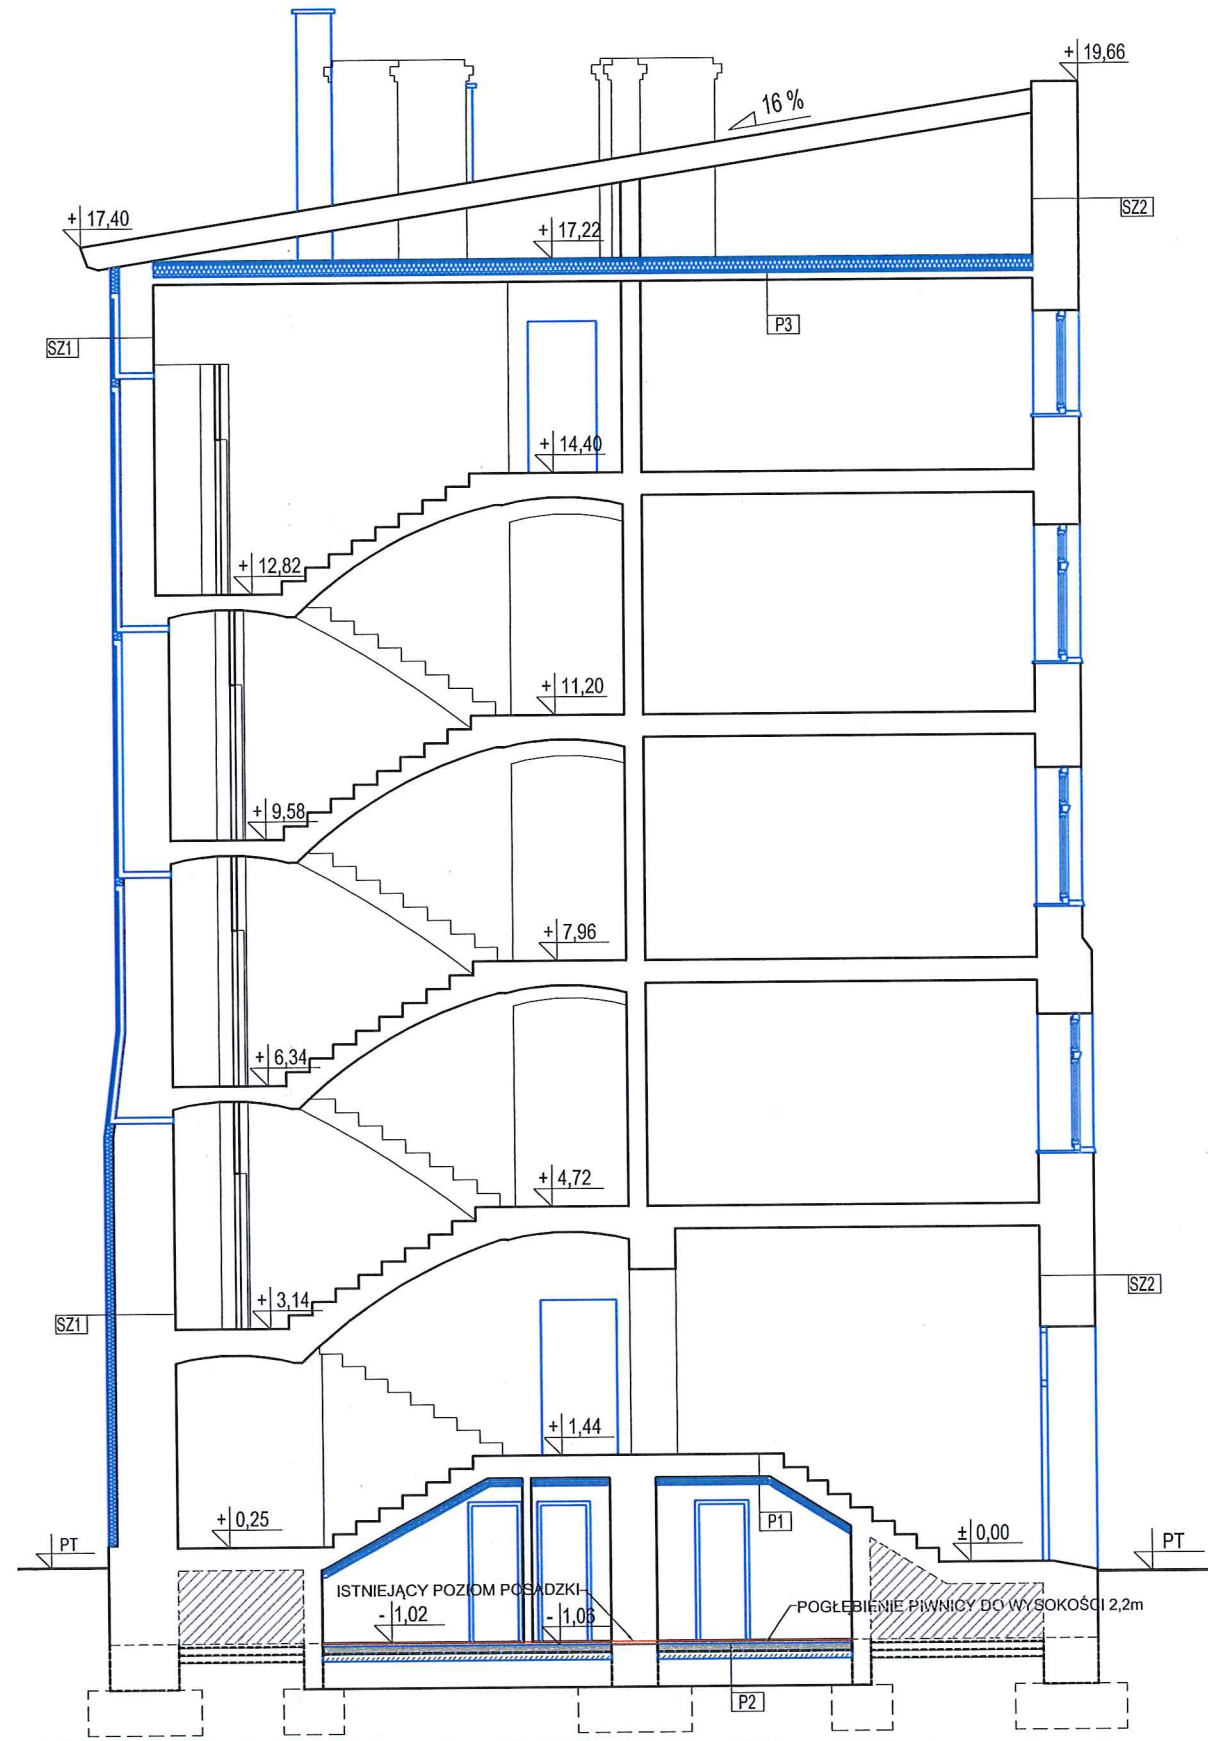 + 19,66
16 %
+ 17,40
+ 17,22
SZ2
P3
SZ1
+ 14,40
+ 12,82
+ 11,20
+ 9,58
+ 7,96
+ 6,34
+ 4,72
SZ2
+ 3,14
SZ1
+ 1,44
+ 0,25
P1
± 0,00
PT
PT
ISTNIEJĄCY POZIOM POSADZKI
POGŁĘBIENIE PIWNICY DO WYSOKOŚCI 2,2m
- 1,02
- 1,06
P2